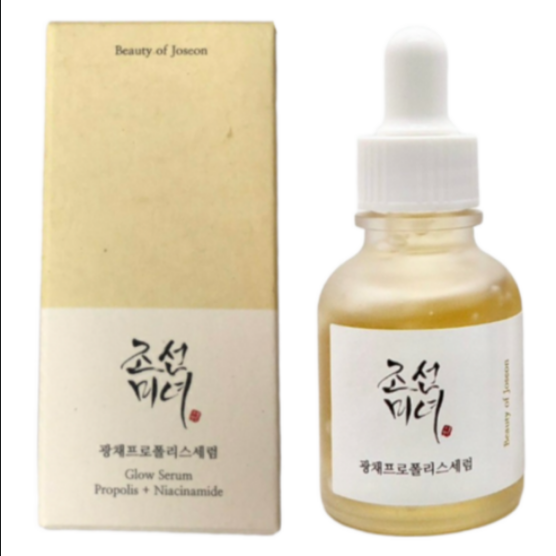 Beauty of Joseon
조선
미녀
광채프로폴리스세럼
Glow Serum
Propolis + Niacinamide
조선
미녀
광채프로폴리스세럼
Beauty of Joseon